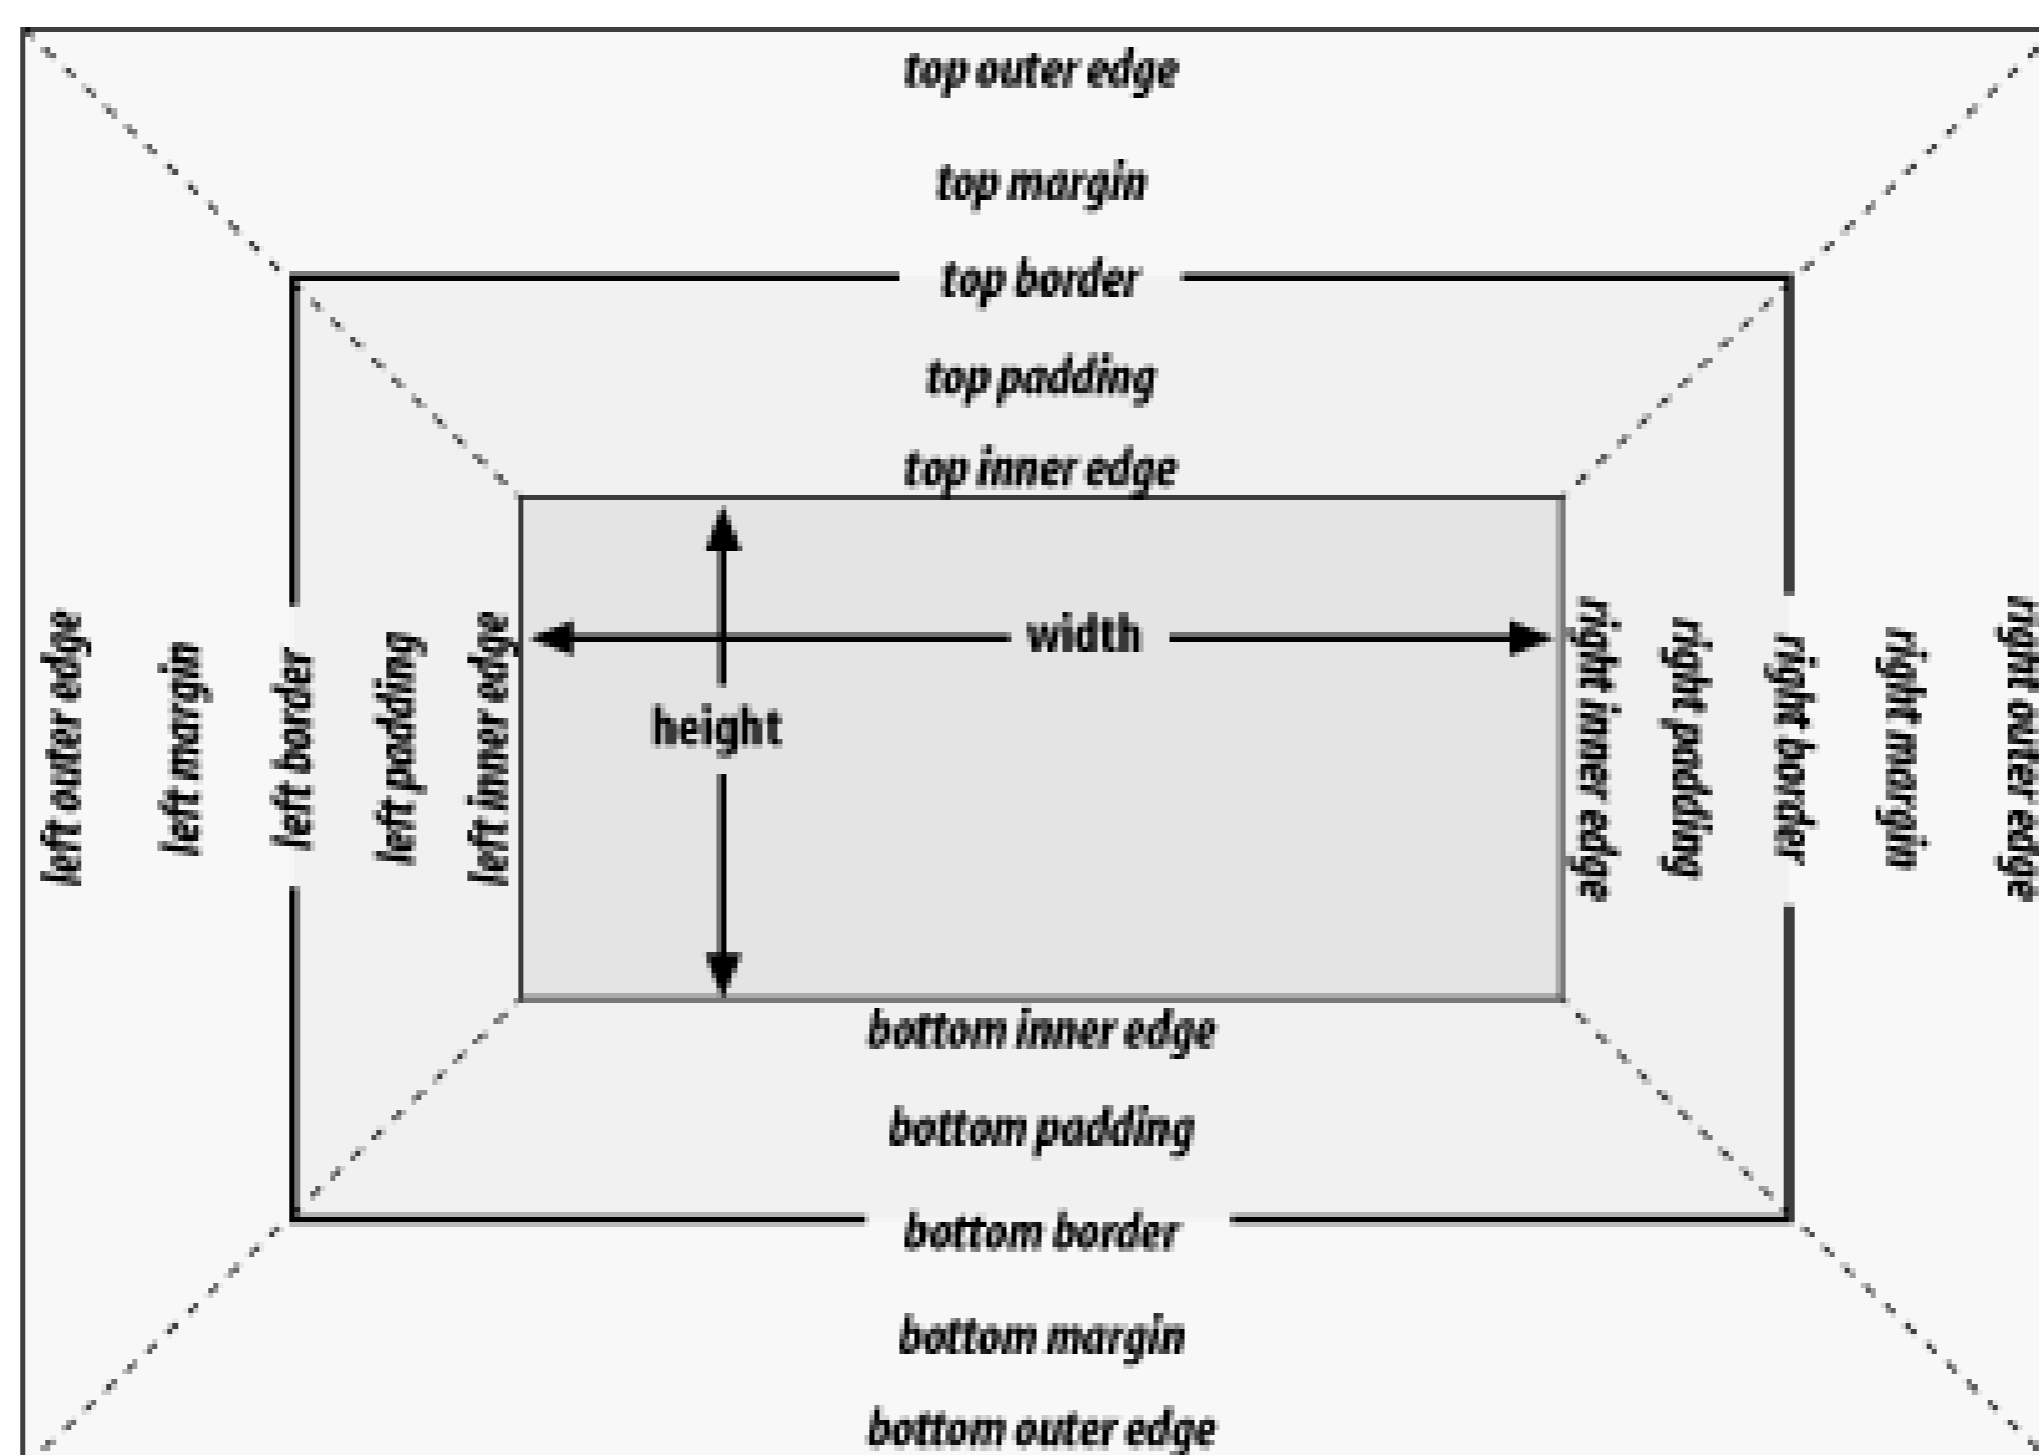 top outer edge
top margin
top border
top padding
top inner edge
left outer edge
left margin
left border
left padding
left inner edge
width
height
right inner edge
right padding
right border
right margin
right outer edge
bottom inner edge
bottom padding
bottom border
bottom margin
bottom outer edge